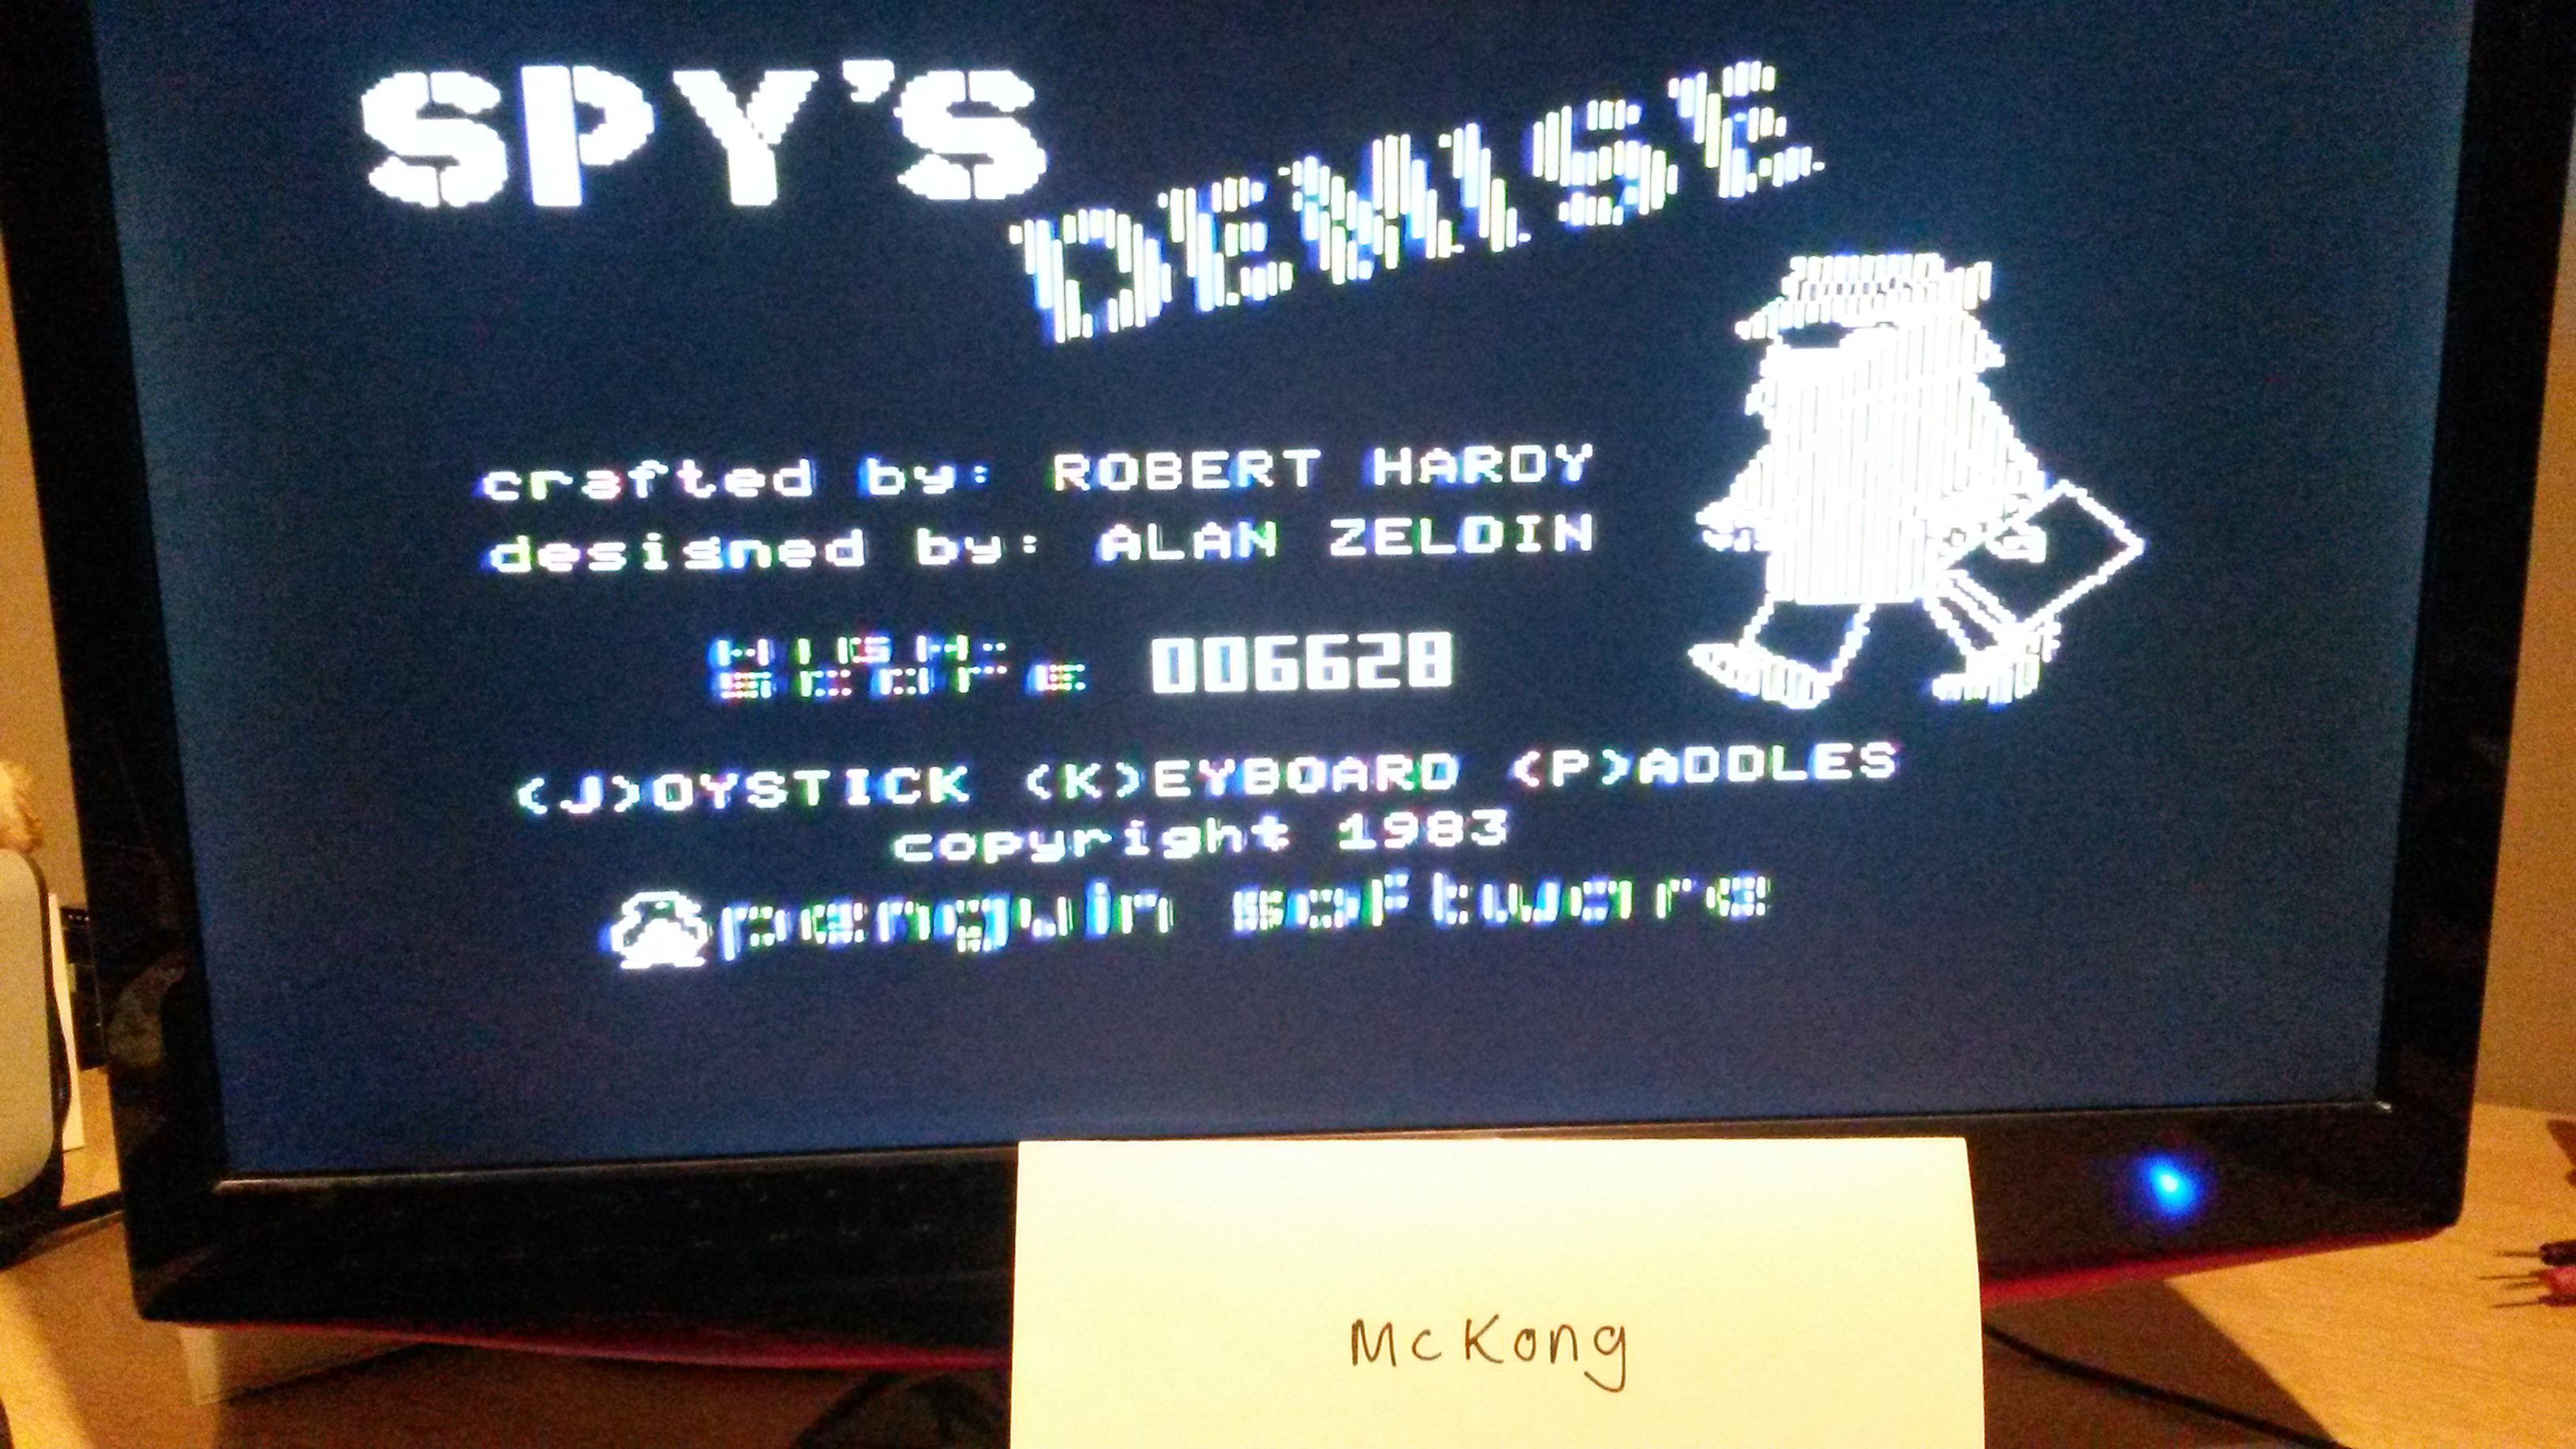 SPY'S
DEMISE
crafted by: ROBERT HARDY
designed by: ALAN ZELDIN
HIGH-
score 006628
(J)OYSTICK (K)EYBOARD (P)ADDLES
copyright 1983
penguin software
McKong